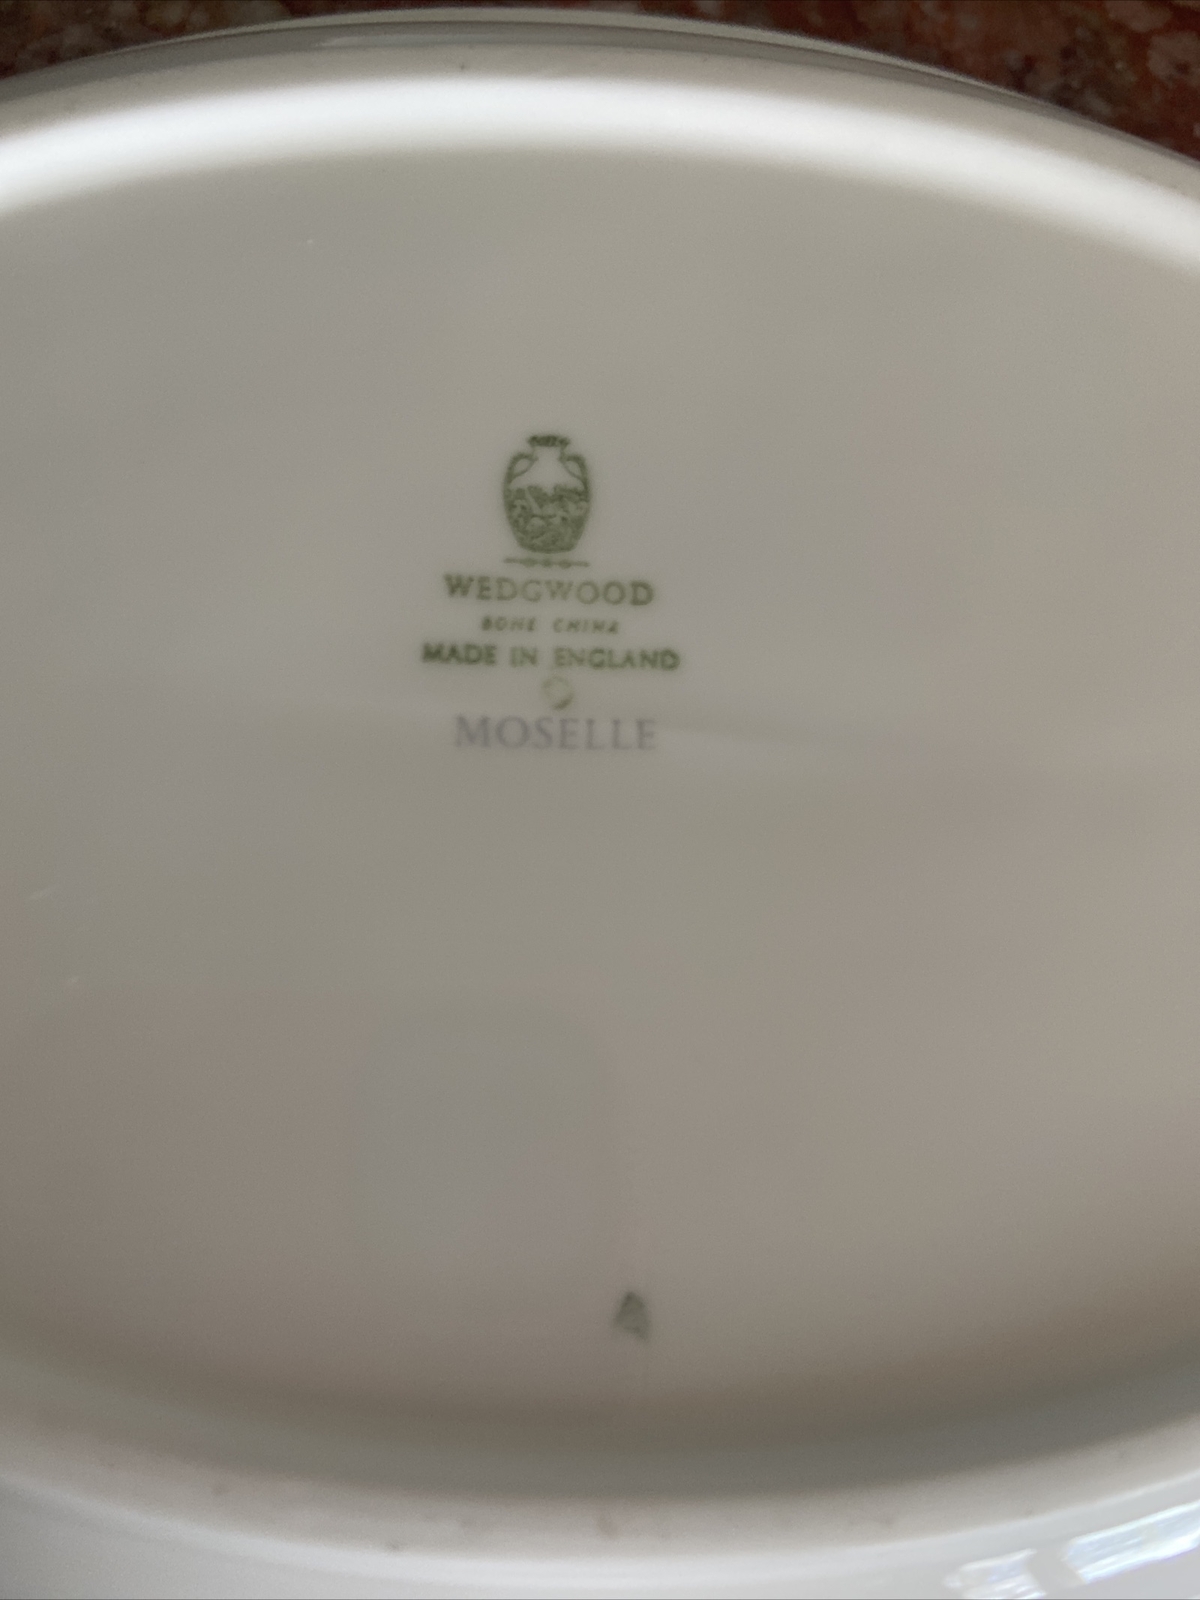 WEDGWOOD
BONE CHINA
MADE IN ENGLAND
MOSELLE
A